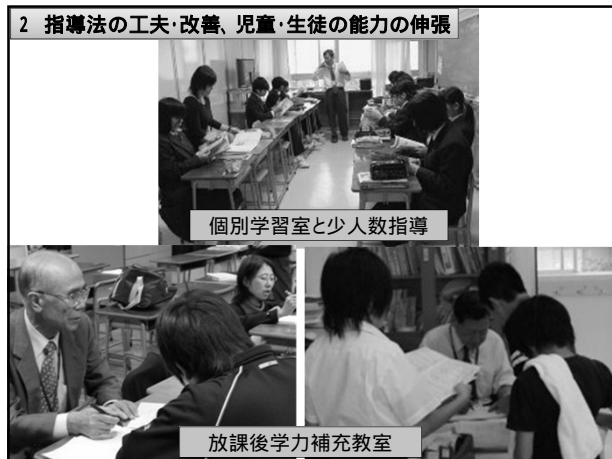 2 指導法の工夫・改善、児童・生徒の能力の伸張
個別学習室と少人数指導
放課後学力補充教室